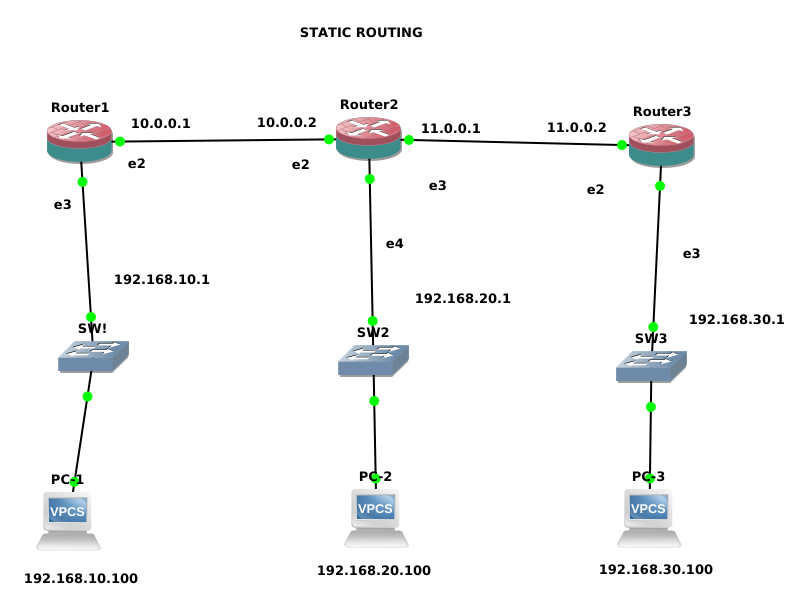 STATIC ROUTING
Router1
Router2
Router3
10.0.0.1
10.0.0.2
11.0.0.1
11.0.0.2
e2
e2
e3
e2
e3
e4
e3
192.168.10.1
192.168.20.1
192.168.30.1
SW!
SW2
SW3
PC-1
PC-2
PC-3
VPCS
VPCS
VPCS
192.168.10.100
192.168.20.100
192.168.30.100